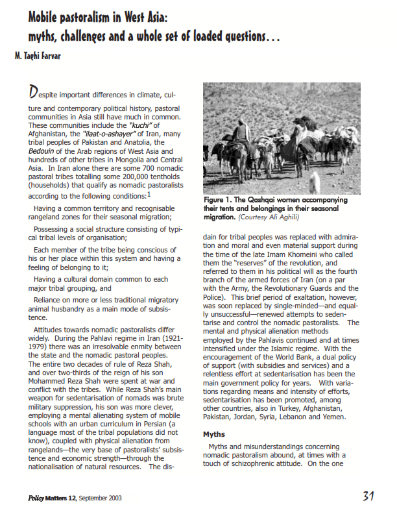 Mobile pastoralism in West Asia:
myths, challenges and a whole set of loaded questions…
M. Taghi Farvar
Despite important differences in climate, cul-
ture and contemporary political history, pastoral
communities in Asia still have much in common.
These communities include the "kuchi" of
Afghanistan, the "Ilaat-o-ashayer" of Iran, many
tribal peoples of Pakistan and Anatolia, the
Bedouin of the Arab regions of West Asia and
hundreds of other tribes in Mongolia and Central
Asia. In Iran alone there are some 700 nomadic
pastoral tribes totalling some 200,000 tentholds
(households) that qualify as nomadic pastoralists
according to the following conditions:1
Having a common territory and recognisable
rangeland zones for their seasonal migration;
Possessing a social structure consisting of typi-
cal tribal levels of organisation;
Each member of the tribe being conscious of
his or her place within this system and having a
feeling of belonging to it;
Having a cultural domain common to each
major tribal grouping, and
Reliance on more or less traditional migratory
animal husbandry as a main mode of subsis-
tence.
Attitudes towards nomadic pastoralists differ
widely. During the Pahlavi regime in Iran (1921-
1979) there was an irresolvable enmity between
the state and the nomadic pastoral peoples.
The entire two decades of rule of Reza Shah,
and over two-thirds of the reign of his son
Mohammed Reza Shah were spent at war and
conflict with the tribes. While Reza Shah's main
weapon for sedentarisation of nomads was brute
military suppression, his son was more clever,
employing a mental alienating system of mobile
schools with an urban curriculum in Persian (a
language most of the tribal populations did not
know), coupled with physical alienation from
rangelands—the very base of pastoralists' subsis-
tence and economic strength—through the
nationalisation of natural resources. The dis-
Figure 1. The Qashqai women accompanying
their tents and belongings in their seasonal
migration. (Courtesy Ali Aghili)
dain for tribal peoples was replaced with admira-
tion and moral and even material support during
the time of the late Imam Khomeini who called
them the "reserves" of the revolution, and
referred to them in his political will as the fourth
branch of the armed forces of Iran (on a par
with the Army, the Revolutionary Guards and the
Police). This brief period of exaltation, however,
was soon replaced by single-minded—and equal-
ly unsuccessful—renewed attempts to seden-
tarise and control the nomadic pastoralists. The
mental and physical alienation methods
employed by the Pahlavis continued and at times
intensified under the Islamic regime. With the
encouragement of the World Bank, a dual policy
of support (with subsidies and services) and a
relentless effort at sedentarisation has been the
main government policy for years. With varia-
tions regarding means and intensity of efforts,
sedentarisation has been promoted, among
other countries, also in Turkey, Afghanistan,
Pakistan, Jordan, Syria, Lebanon and Yemen.
Myths
Myths and misunderstandings concerning
nomadic pastoralism abound, at times with a
touch of schizophrenic attitude. On the one
Policy Matters 12, September 2003
31